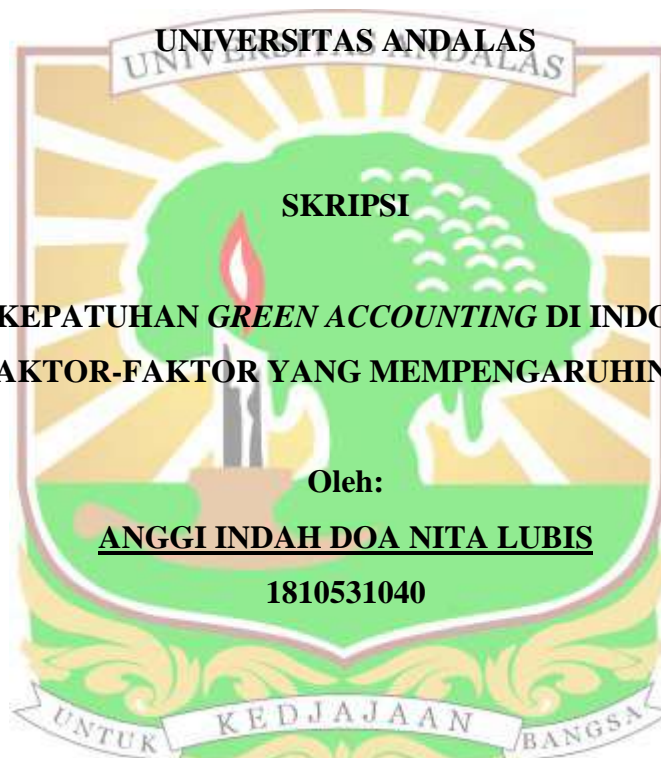 UNIVERSITAS ANDALAS
UNIVERSITAS ANDALAS
SKRIPSI
KEPATUHAN GREEN ACCOUNTING DI INDO
AKTOR-FAKTOR YANG MEMPENGARUHIN
Oleh:
ANGGI INDAH DOA NITA LUBIS
1810531040
UNTUK KEDJAJAAN BANGSA